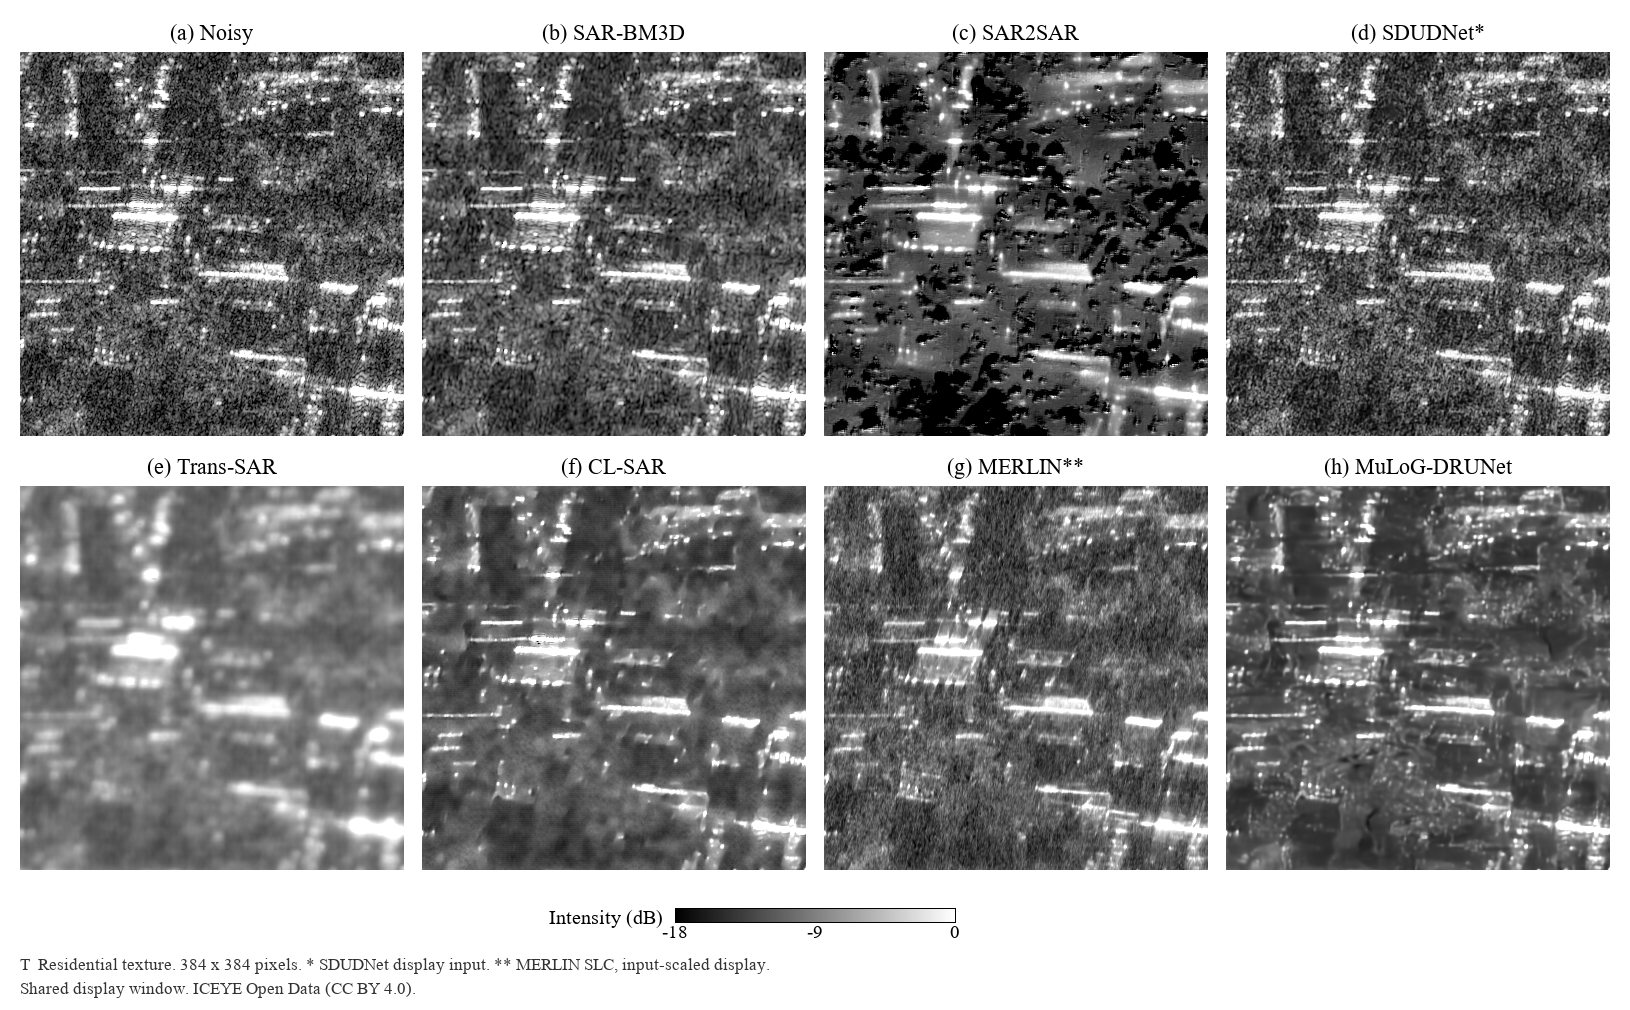 (a) Noisy
(b) SAR-BM3D
(c) SAR2SAR
(d) SDUDNet*
(e) Trans-SAR
(f) CL-SAR
(g) MERLIN**
(h) MuLoG-DRUNet
Intensity (dB)
-18 -9 0
T Residential texture. 384 x 384 pixels. * SDUDNet display input. ** MERLIN SLC, input-scaled display.
Shared display window. ICEYE Open Data (CC BY 4.0).